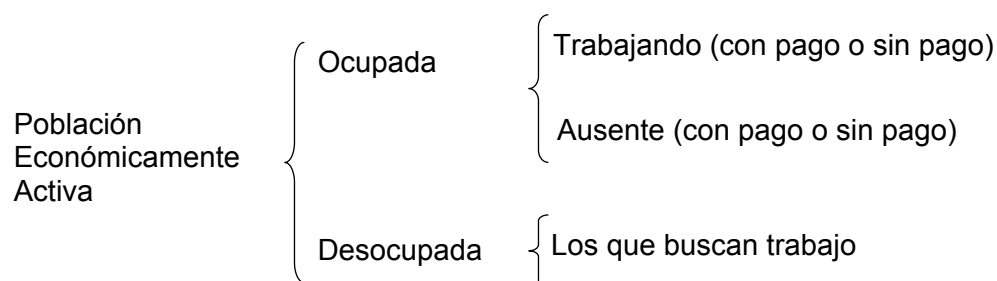 Población
Económicamente
Activa
Ocupada
Trabajando (con pago o sin pago)
Ausente (con pago o sin pago)
Desocupada
Los que buscan trabajo